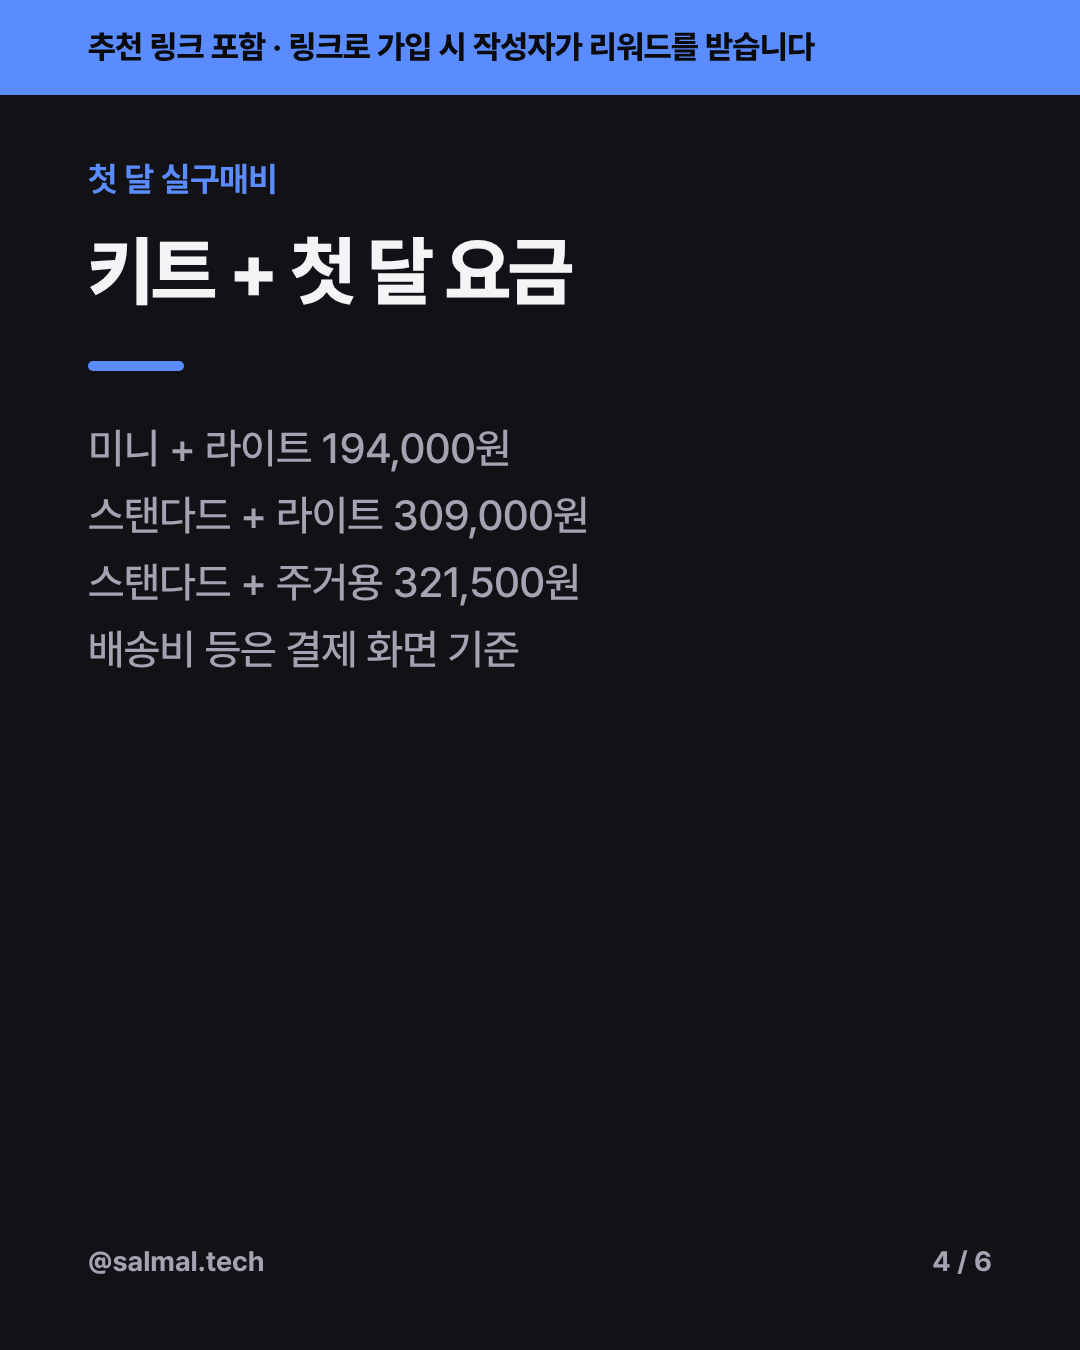 추천 링크 포함 · 링크로 가입 시 작성자가 리워드를 받습니다
첫 달 실구매비
키트 + 첫 달 요금
미니 + 라이트 194,000원
스탠다드 + 라이트 309,000원
스탠다드 + 주거용 321,500원
배송비 등은 결제 화면 기준
@salmal.tech
4 / 6